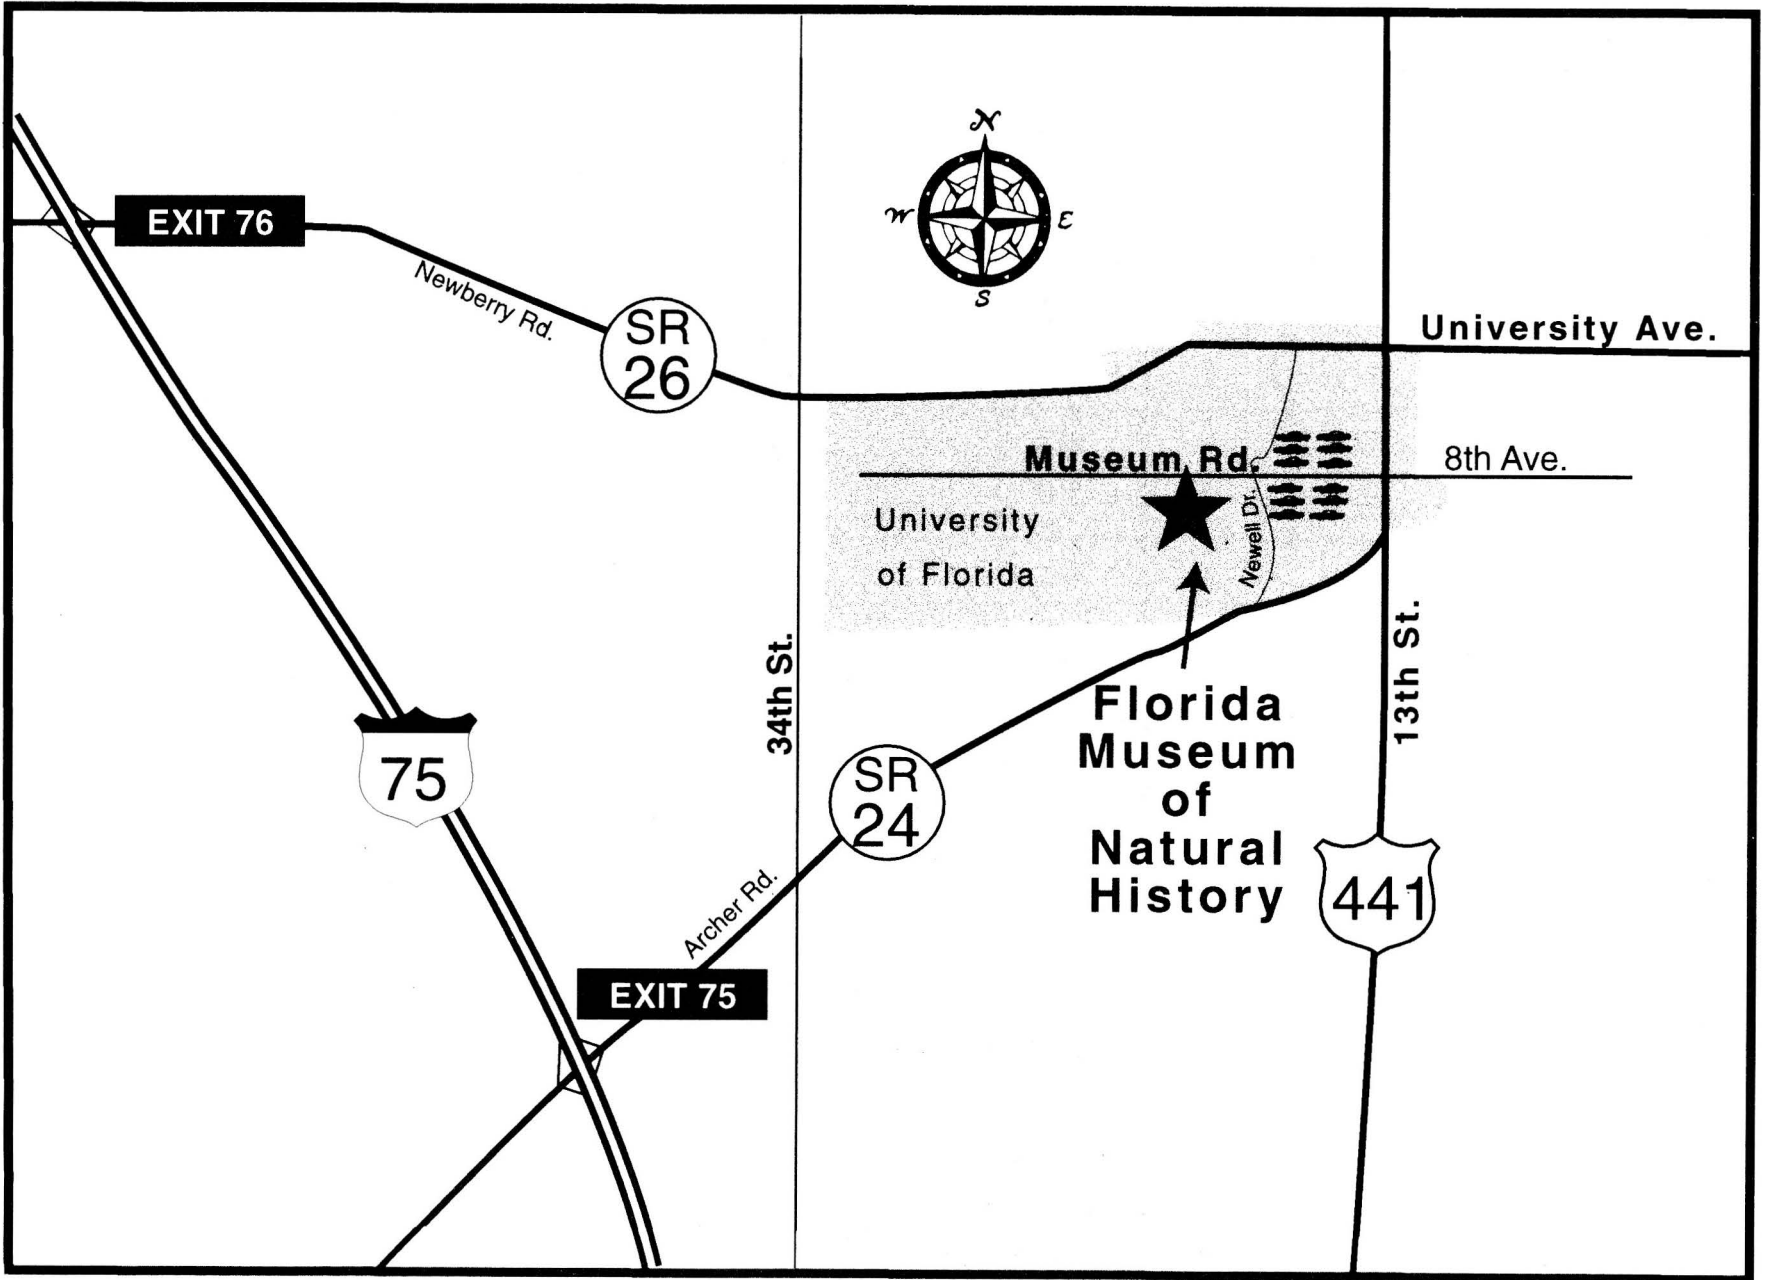 N
W
E
S
EXIT 76
Newberry Rd.
SR
26
University Ave.
Museum Rd.
8th Ave.
University
of Florida
Newell Dr.
34th St.
13th St.
75
Florida
Museum
of
Natural
History
SR
24
441
Archer Rd.
EXIT 75